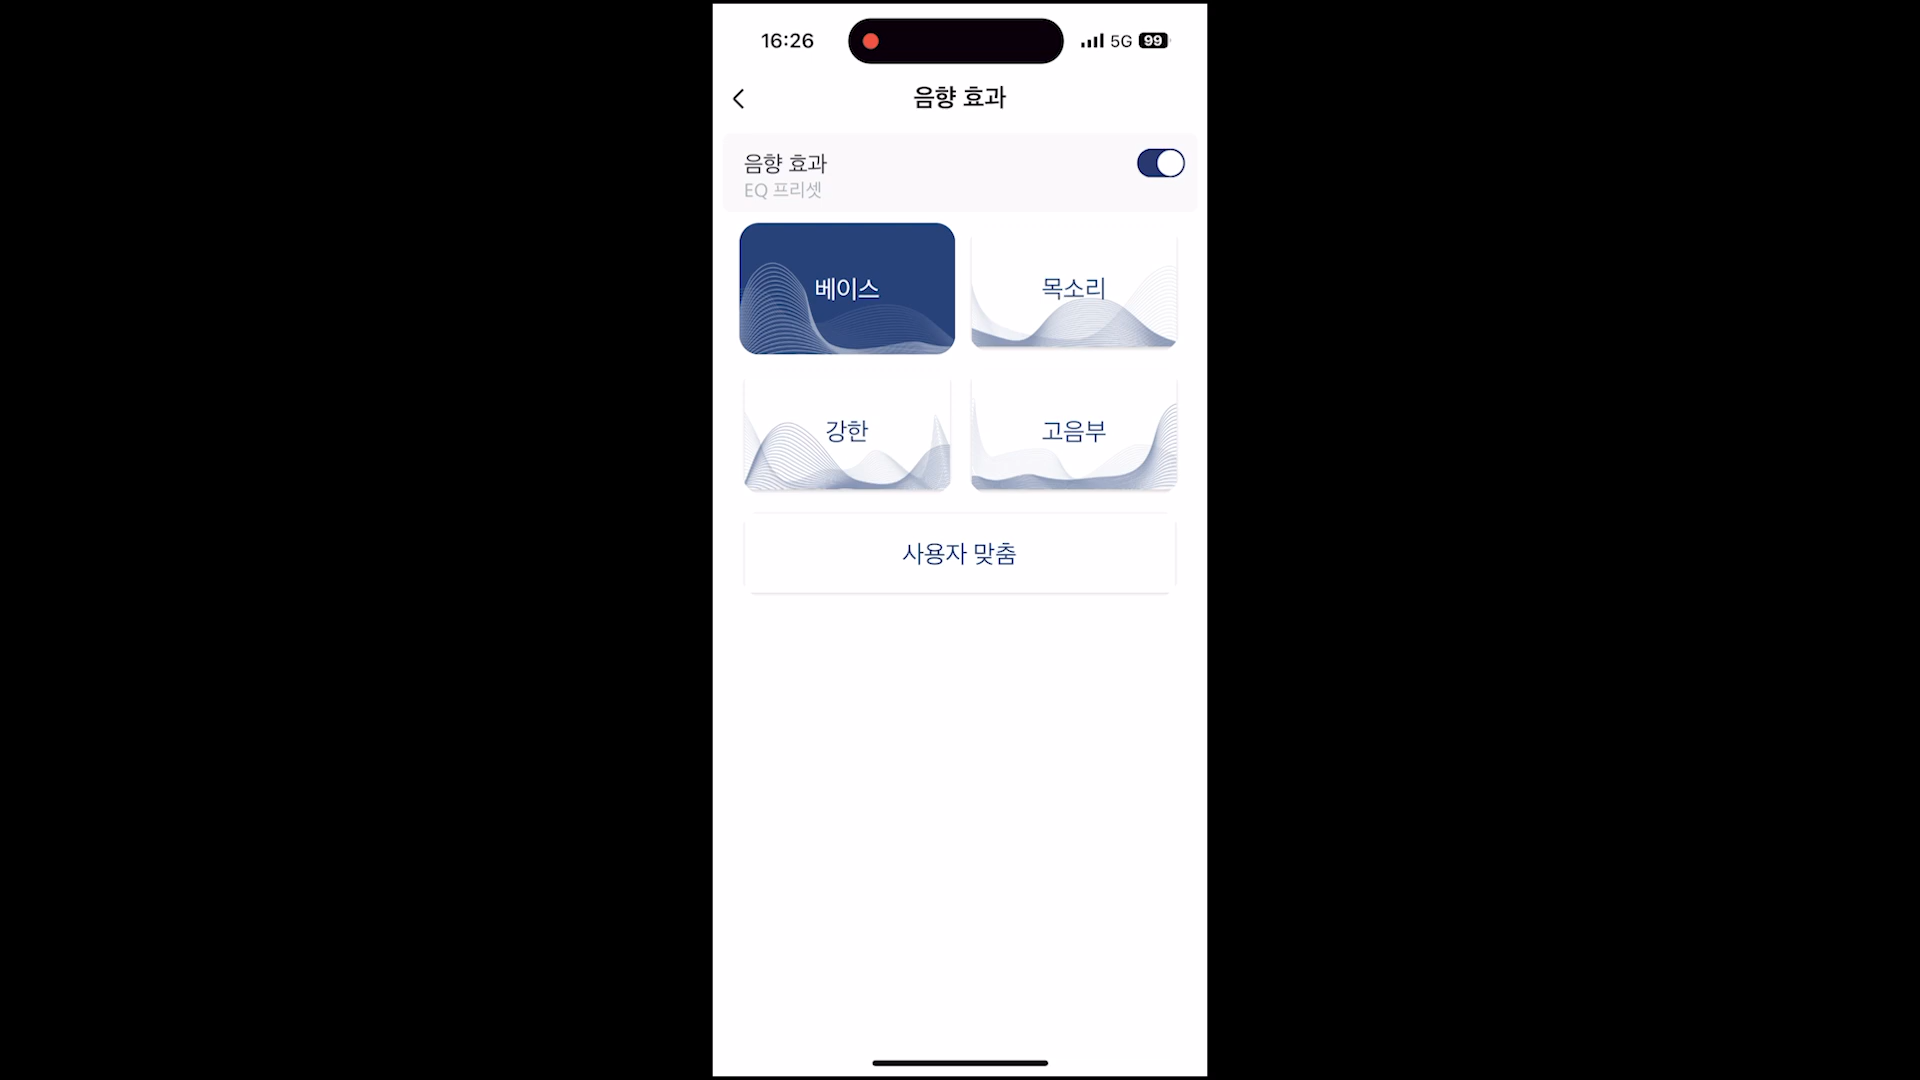 16:26 5G 99
음향 효과
음향 효과
EQ 프리셋
베이스 목소리
강한 고음부
사용자 맞춤